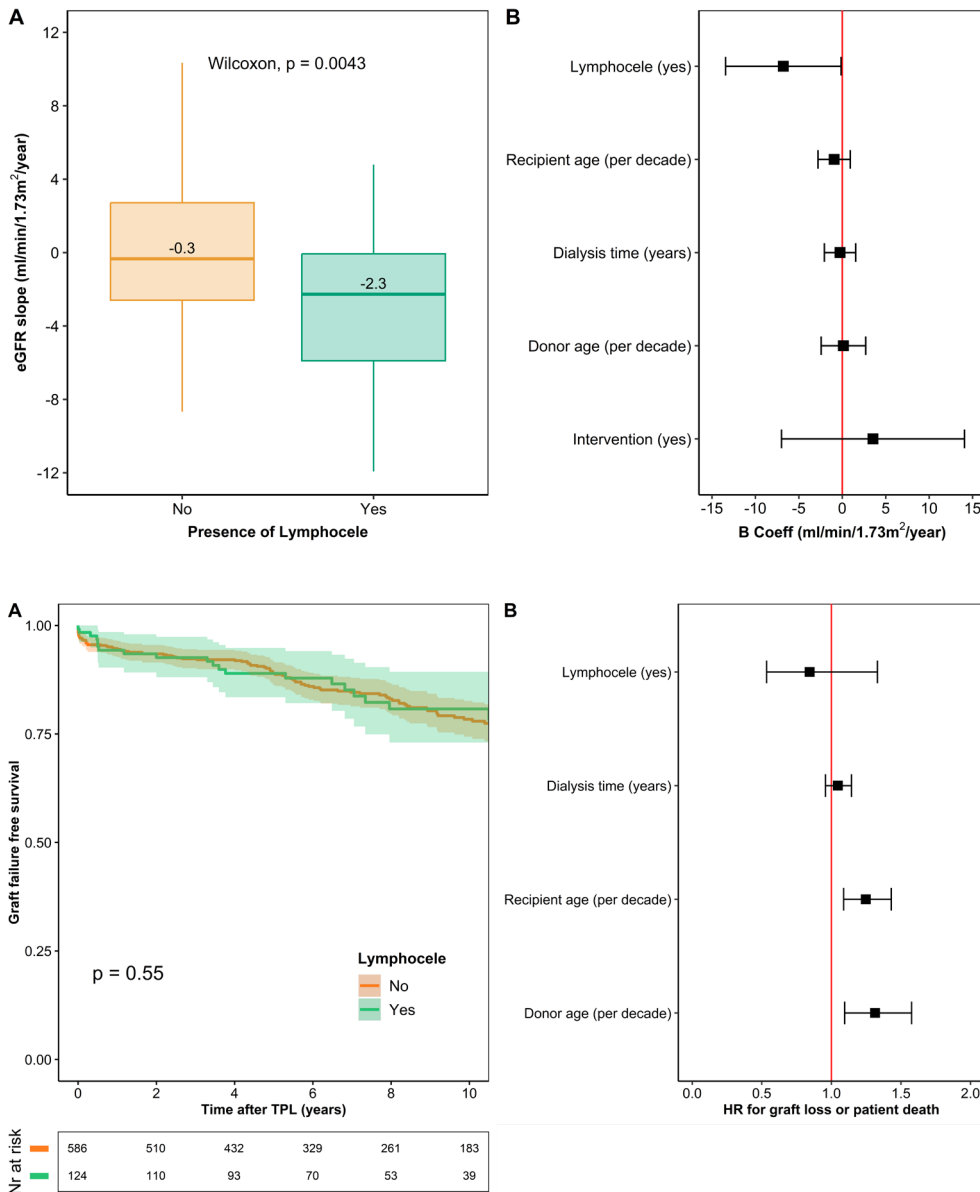 A
Wilcoxon, p = 0.0043
eGFR slope (ml/min/1.73m²/year)
12
8
4
0
-4
-8
-12
-0.3
-2.3
No
Yes
Presence of Lymphocele
B
Lymphocele (yes)
Recipient age (per decade)
Dialysis time (years)
Donor age (per decade)
Intervention (yes)
-15 -10 -5 0 5 10 15
B Coeff (ml/min/1.73m²/year)
A
Graft failure free survival
1.00
0.75
0.50
0.25
0.00
p = 0.55
Lymphocele
No
Yes
0 2 4 6 8 10
Time after TPL (years)
Nr at risk
586 510 432 329 261 183
124 110 93 70 53 39
B
Lymphocele (yes)
Dialysis time (years)
Recipient age (per decade)
Donor age (per decade)
0.0 0.5 1.0 1.5 2.0
HR for graft loss or patient death